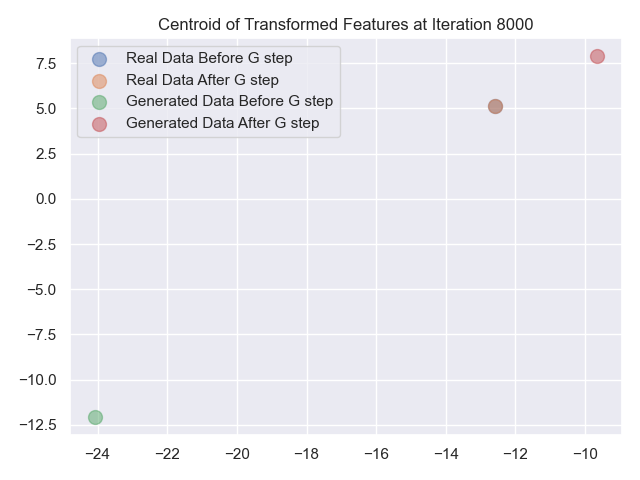 Centroid of Transformed Features at Iteration 8000
Real Data Before G step
Real Data After G step
Generated Data Before G step
Generated Data After G step
7.5
5.0
2.5
0.0
−2.5
−5.0
−7.5
−10.0
−12.5
−24 −22 −20 −18 −16 −14 −12 −10